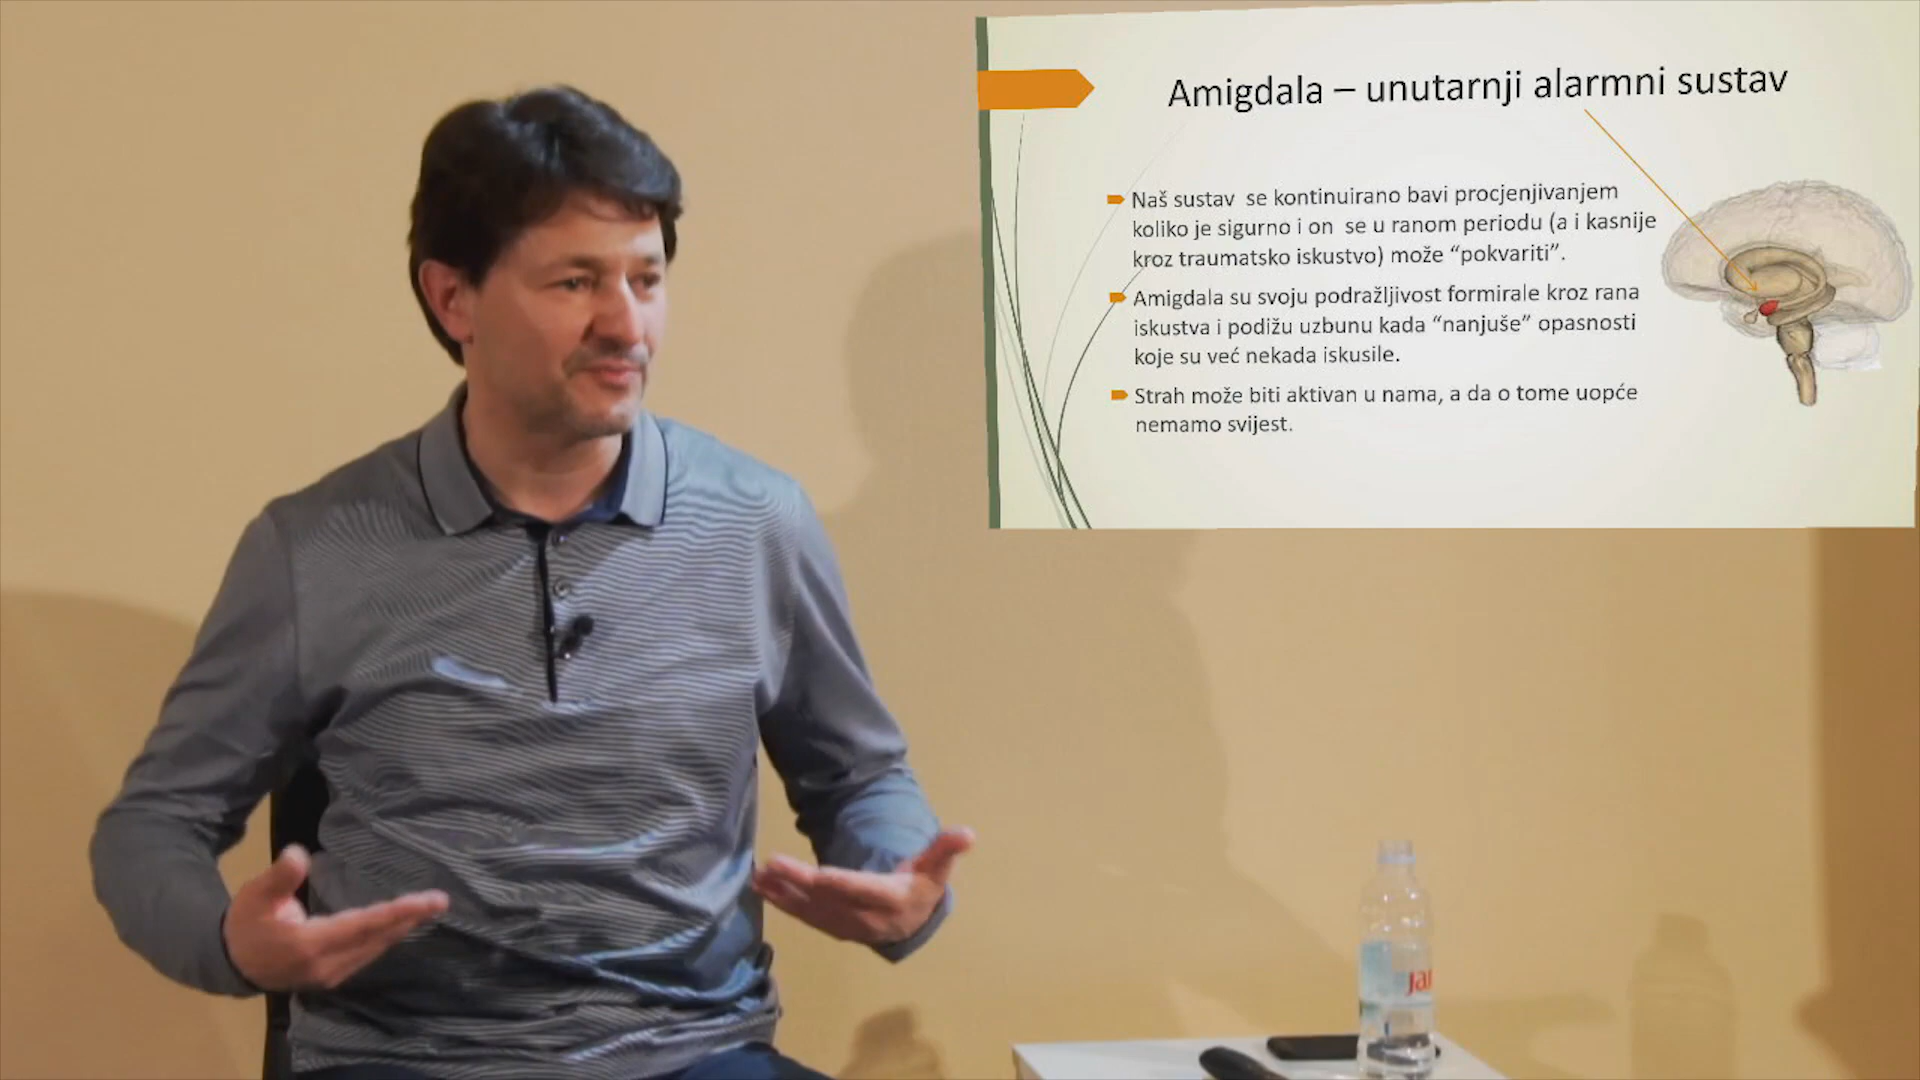 Amigdala – unutarnji alarmni sustav
Naš sustav se kontinuirano bavi procjenjivanjem
koliko je sigurno i on se u ranom periodu (a i kasnije
kroz traumatsko iskustvo) može “pokvariti”.
Amigdala su svoju podražljivost formirale kroz rana
iskustva i podižu uzbunu kada “nanjuše” opasnosti
koje su već nekada iskusile.
Strah može biti aktivan u nama, a da o tome uopće
nemamo svijest.